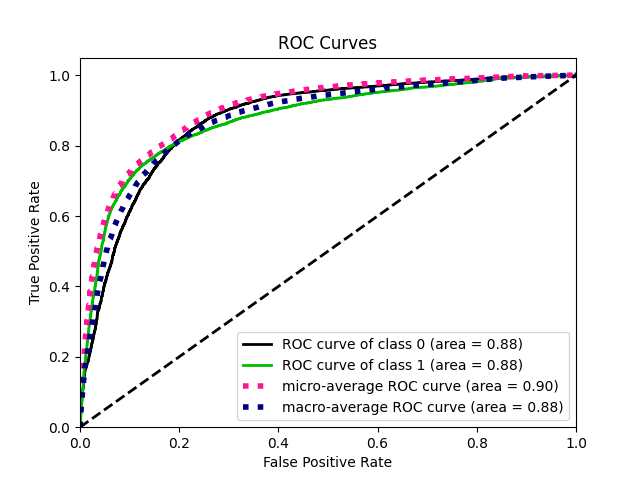 ROC Curves
True Positive Rate
1.0
0.8
0.6
0.4
0.2
0.0
ROC curve of class 0 (area = 0.88)
ROC curve of class 1 (area = 0.88)
micro-average ROC curve (area = 0.90)
macro-average ROC curve (area = 0.88)
0.0 0.2 0.4 0.6 0.8 1.0
False Positive Rate